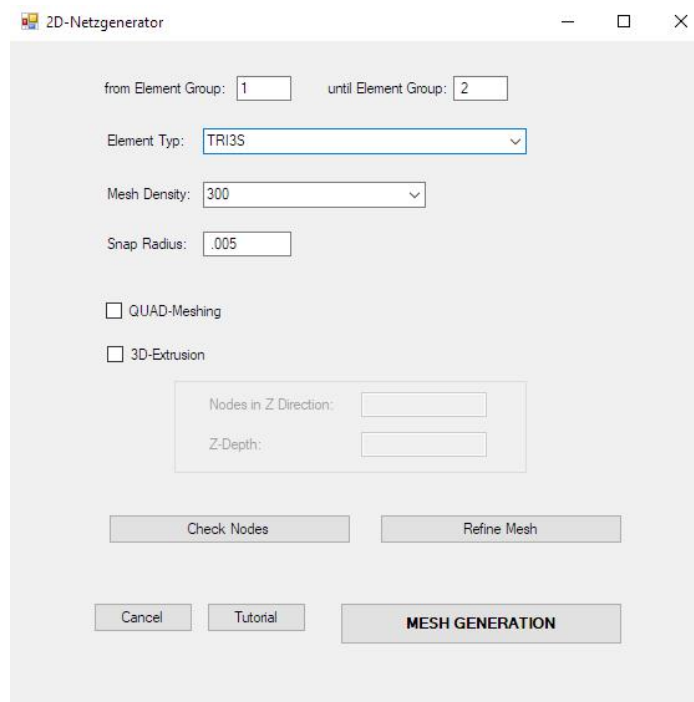 2D-Netzgenerator
from Element Group: 1 until Element Group: 2
Element Typ: TRI3S
Mesh Density: 300
Snap Radius: .005
QUAD-Meshing
3D-Extrusion
Nodes in Z Direction:
Z-Depth:
Check Nodes Refine Mesh
Cancel Tutorial MESH GENERATION